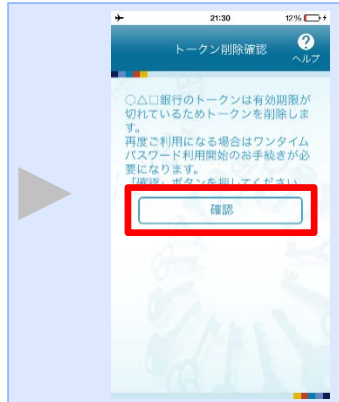 21:30
12%
トークン削除確認
?
ヘルプ
○△□銀行のトークンは有効期限が
切れているためトークンを削除しま
す。
再度ご利用になる場合はワンタイム
パスワード利用開始のお手続きが必
要になります。
「確認」ボタンを押してください
確認